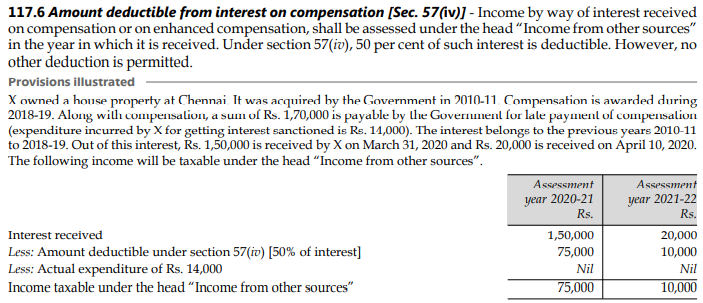 117.6 Amount deductible from interest on compensation [Sec. 57(iv)] - Income by way of interest received
on compensation or on enhanced compensation, shall be assessed under the head “Income from other sources”
in the year in which it is received. Under section 57(iv), 50 per cent of such interest is deductible. However, no
other deduction is permitted.
Provisions illustrated
X owned a house property at Chennai. It was acquired by the Government in 2010-11. Compensation is awarded during
2018-19. Along with compensation, a sum of Rs. 1,70,000 is payable by the Government for late payment of compensation
(expenditure incurred by X for getting interest sanctioned is Rs. 14,000). The interest belongs to the previous years 2010-11
to 2018-19. Out of this interest, Rs. 1,50,000 is received by X on March 31, 2020 and Rs. 20,000 is received on April 10, 2020.
The following income will be taxable under the head “Income from other sources”.
Assessment Assessment
year 2020-21 year 2021-22
Rs. Rs.
Interest received 1,50,000 20,000
Less: Amount deductible under section 57(iv) [50% of interest] 75,000 10,000
Less: Actual expenditure of Rs. 14,000 Nil Nil
Income taxable under the head “Income from other sources” 75,000 10,000